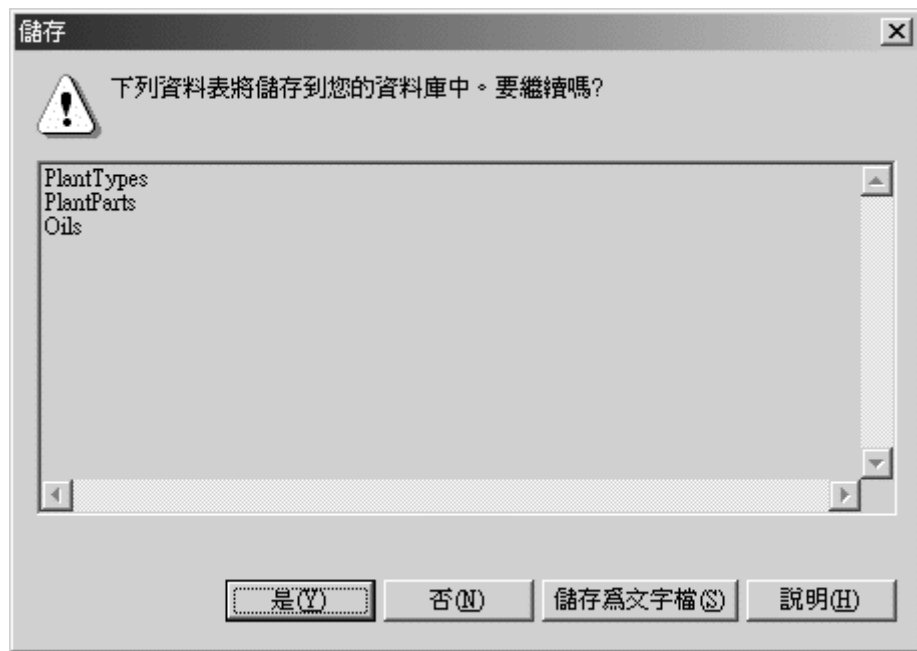 儲存
下列資料表將儲存到您的資料庫中。要繼續嗎?
PlantTypes
PlantParts
Oils
是(Y) 否(N) 儲存為文字檔(S) 說明(H)